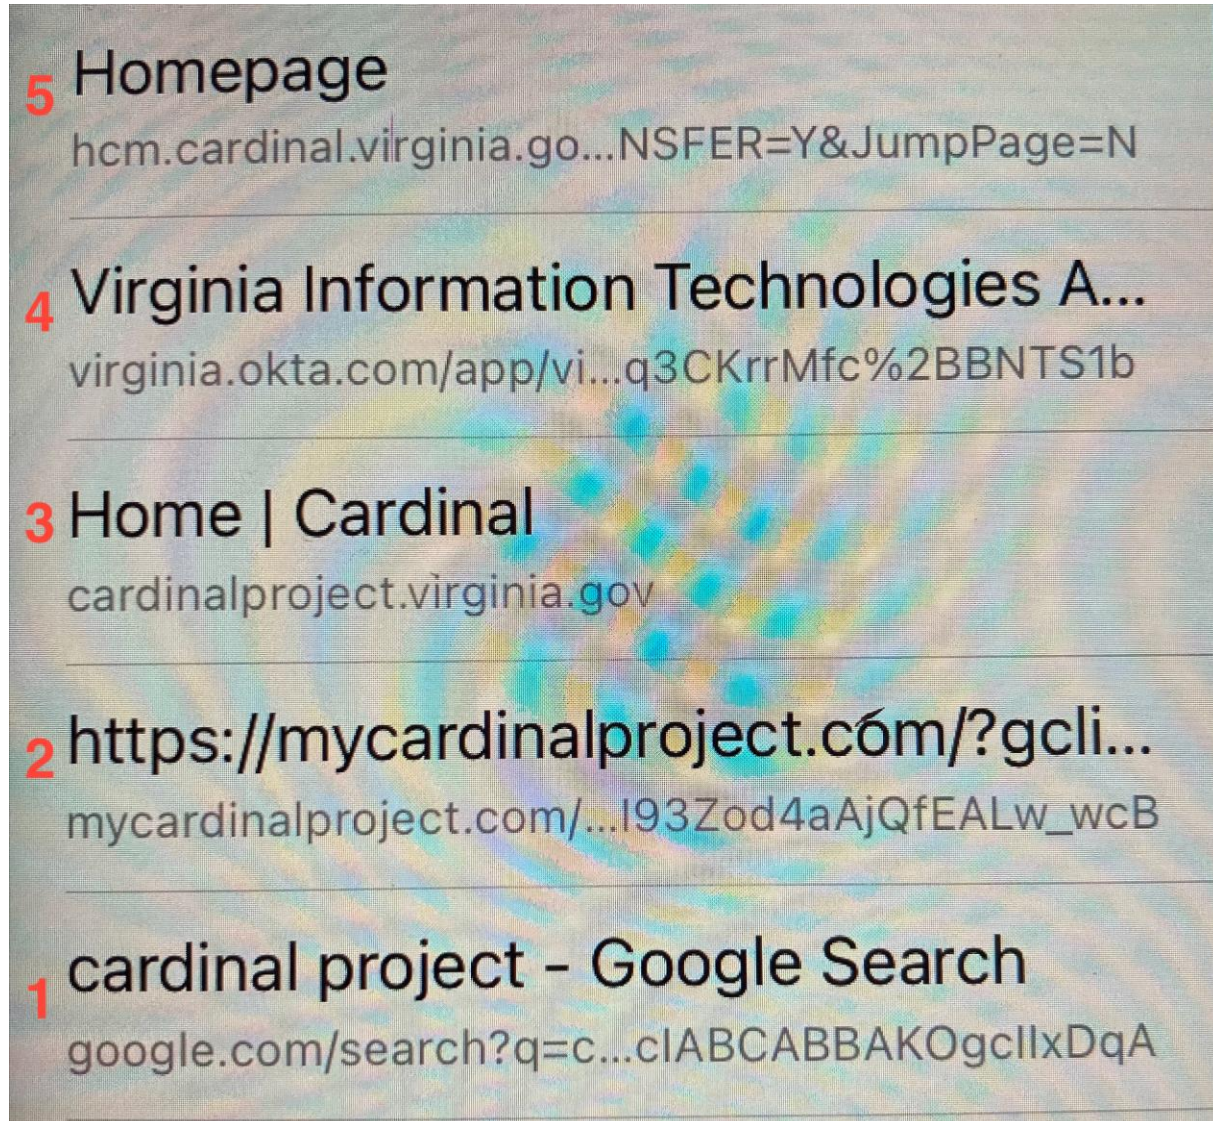 5 Homepage
hcm.cardinal.virginia.go...NSFER=Y&JumpPage=N
4 Virginia Information Technologies A...
virginia.okta.com/app/vi...q3CKrrMfc%2BBNTS1b
3 Home | Cardinal
cardinalproject.virginia.gov
2 https://mycardinalproject.com/?gcli...
mycardinalproject.com/...I93Zod4aAjQfEALw_wcB
1 cardinal project - Google Search
google.com/search?q=c...cIABCABBAKOgcIIxDqA